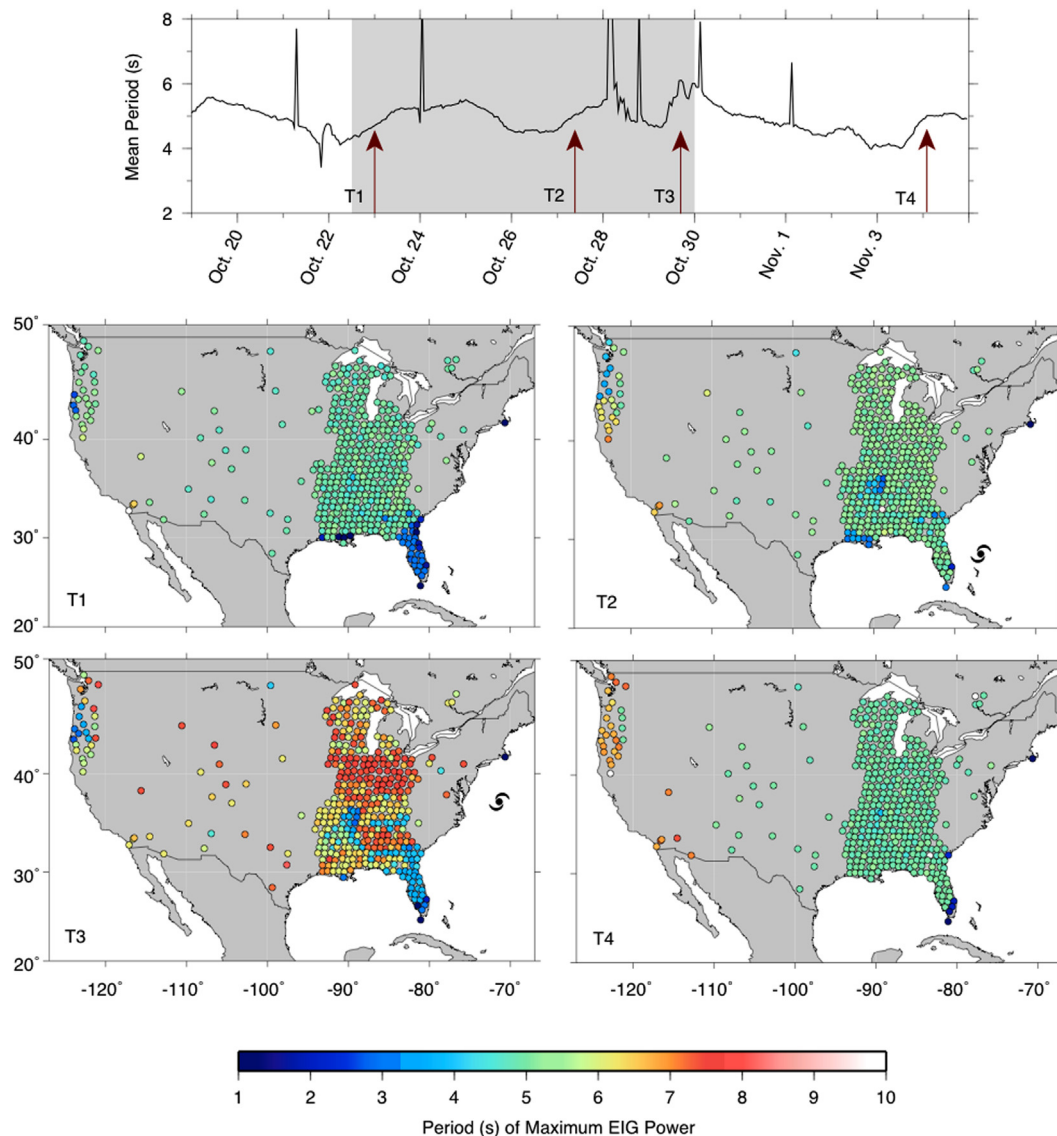 8
6
4
2
Mean Period (s)
T1
T2
T3
T4
Oct. 20
Oct. 22
Oct. 24
Oct. 26
Oct. 28
Oct. 30
Nov. 1
Nov. 3
50˚
40˚
30˚
20˚
T1
T2
50˚
40˚
30˚
20˚
T3
T4
-120˚ -110˚ -100˚ -90˚ -80˚ -70˚ -120˚ -110˚ -100˚ -90˚ -80˚ -70˚
1 2 3 4 5 6 7 8 9 10
Period (s) of Maximum EIG Power